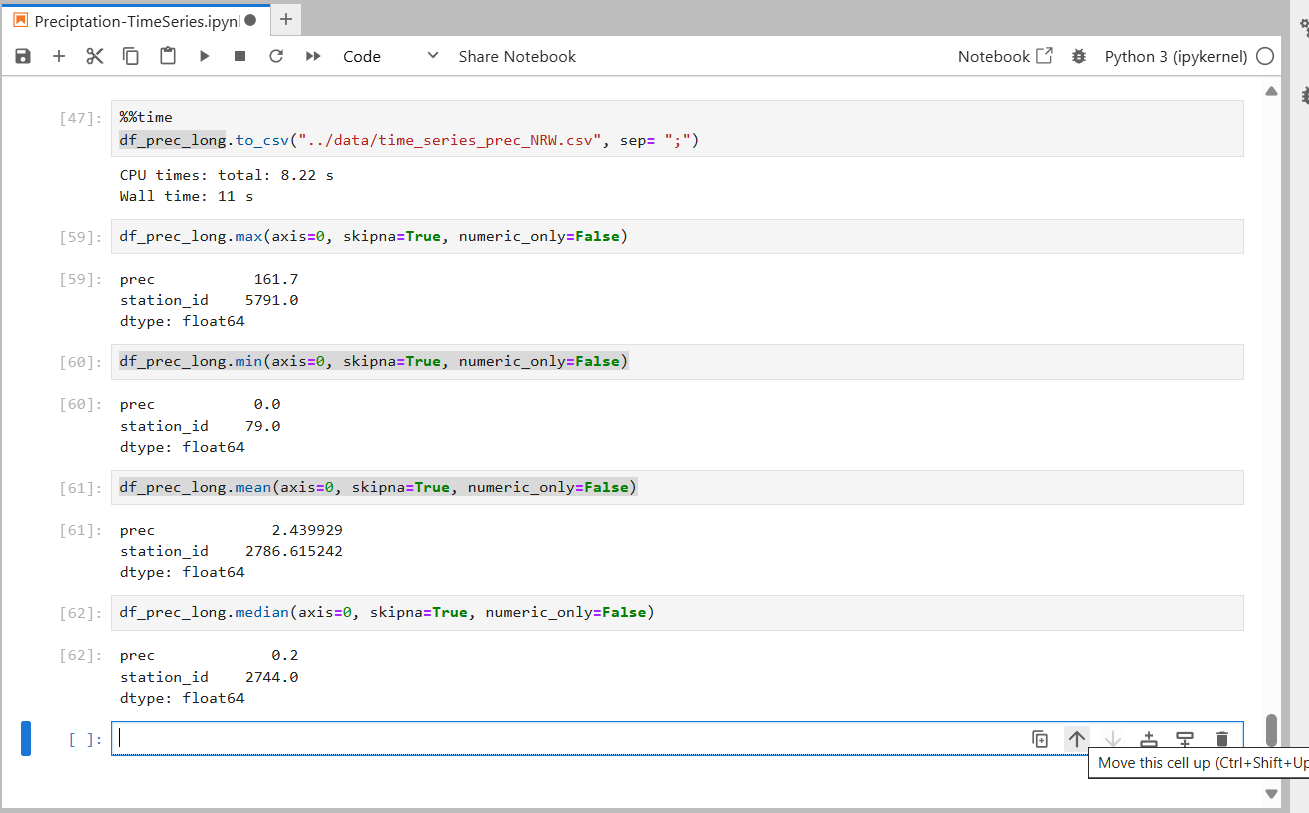 Preciptation-TimeSeries.ipynl
Code
Share Notebook
Notebook
Python 3 (ipykernel)
[47]:
%%time
df_prec_long.to_csv("../data/time_series_prec_NRW.csv", sep= ";")
CPU times: total: 8.22 s
Wall time: 11 s
[59]:
df_prec_long.max(axis=0, skipna=True, numeric_only=False)
[59]:
prec 161.7
station_id 5791.0
dtype: float64
[60]:
df_prec_long.min(axis=0, skipna=True, numeric_only=False)
[60]:
prec 0.0
station_id 79.0
dtype: float64
[61]:
df_prec_long.mean(axis=0, skipna=True, numeric_only=False)
[61]:
prec 2.439929
station_id 2786.615242
dtype: float64
[62]:
df_prec_long.median(axis=0, skipna=True, numeric_only=False)
[62]:
prec 0.2
station_id 2744.0
dtype: float64
[ ]:
Move this cell up (Ctrl+Shift+Up